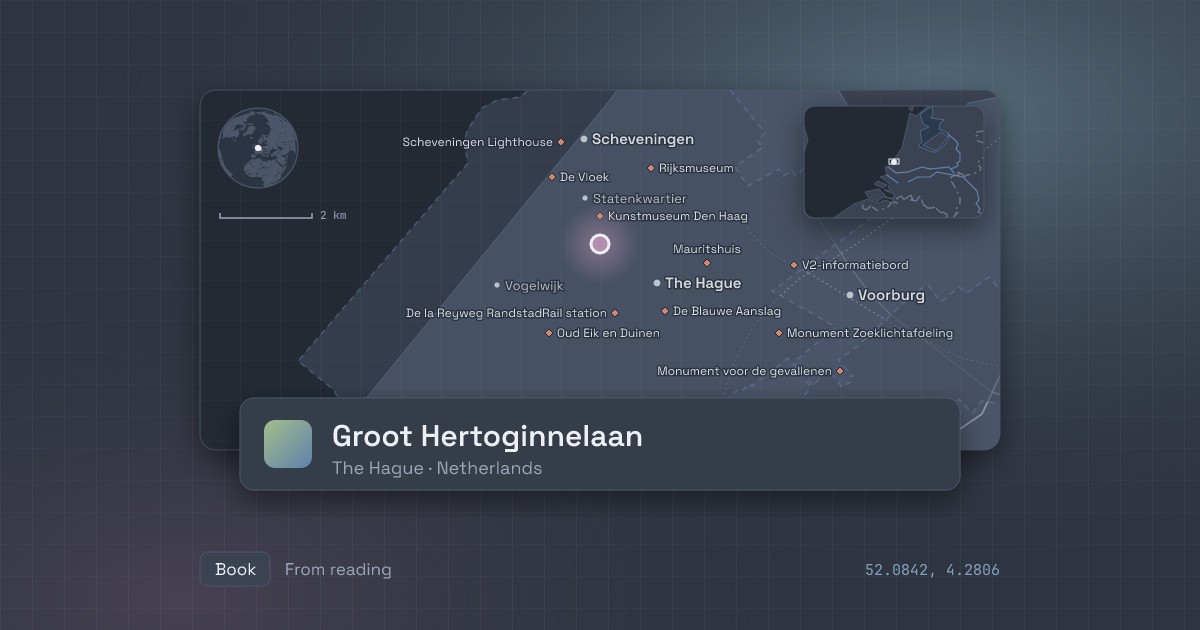 Scheveningen Lighthouse
Scheveningen
Rijksmuseum
De Vloek
Statenkwartier
2 km
Kunstmuseum Den Haag
Mauritshuis
V2-informatiebord
The Hague
Vogelwijk
Voorburg
De la Reyweg RandstadRail station
De Blauwe Aanslag
Oud Eik en Duinen
Monument Zoeklichtafdeling
Monument voor de gevallenen
Groot Hertoginnelaan
The Hague · Netherlands
Book
From reading
52.0842, 4.2806